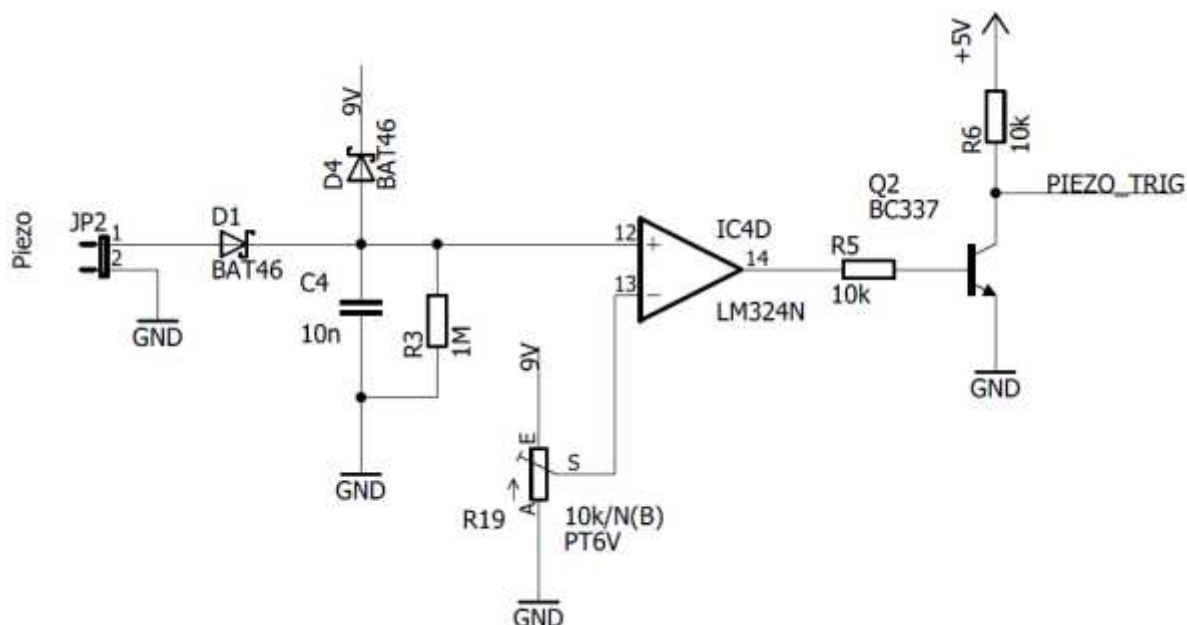 +5V
9V
R6
10k
D4
BAT46
Q2
BC337
PIEZO_TRIG
Piezo
JP2
1
2
D1
BAT46
12
+
13
−
IC4D
14
LM324N
R5
10k
C4
10n
R3
1M
GND
GND
9V
E
S
A
GND
R19
10k/N(B)
PT6V
GND